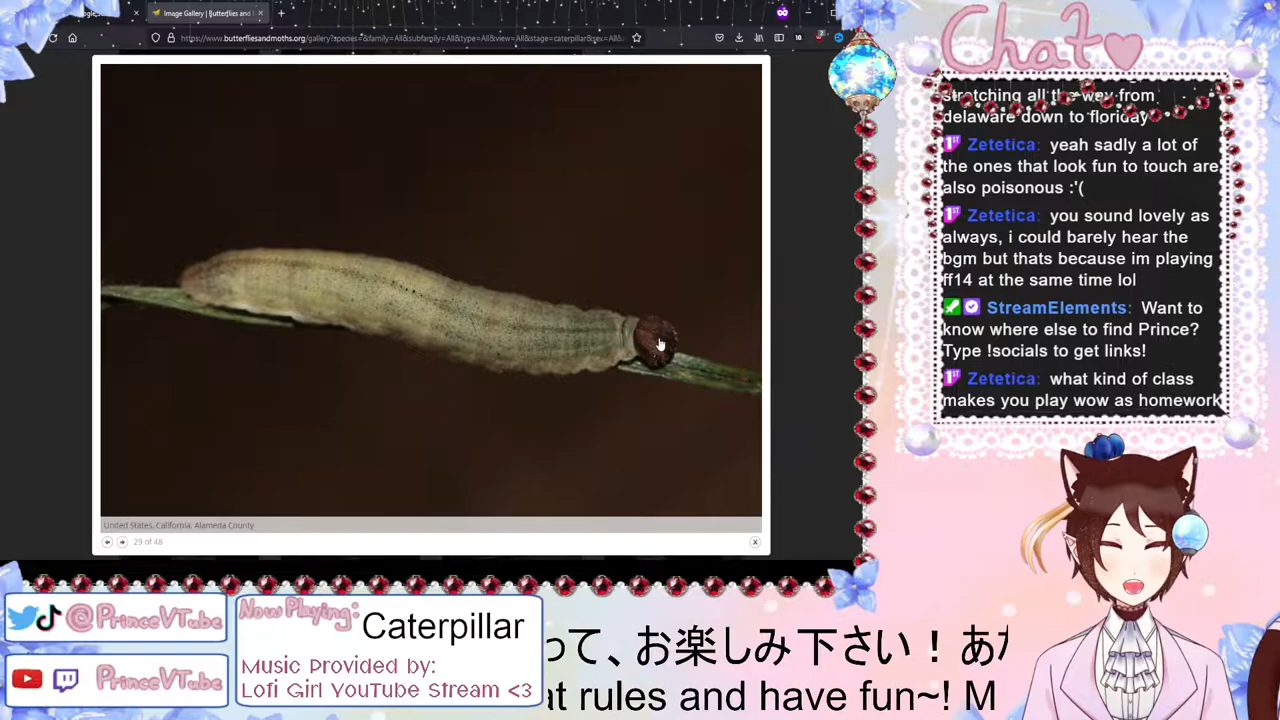 Image Gallery | Butterflies and
https://www.butterfliesandmoths.org/gallery?species=&family=All&subfamily=All&type=All&view=All&stage=caterpillar&sex=All&
Chat
stretching all the way from
delaware down to floriday
Zetetica: yeah sadly a lot of
the ones that look fun to touch are
also poisonous :'(
Zetetica: you sound lovely as
always, i could barely hear the
bgm but thats because im playing
ff14 at the same time lol
StreamElements: Want to
know where else to find Prince?
Type !socials to get links!
Zetetica: what kind of class
makes you play wow as homework
United States, California, Alameda County
29 of 48
@PrinceVTube
PrinceVTube
Now Playing:
Caterpillar
Music Provided by:
Lofi Girl YouTube Stream <3
って、お楽しみ下さい！あ
at rules and have fun~! M